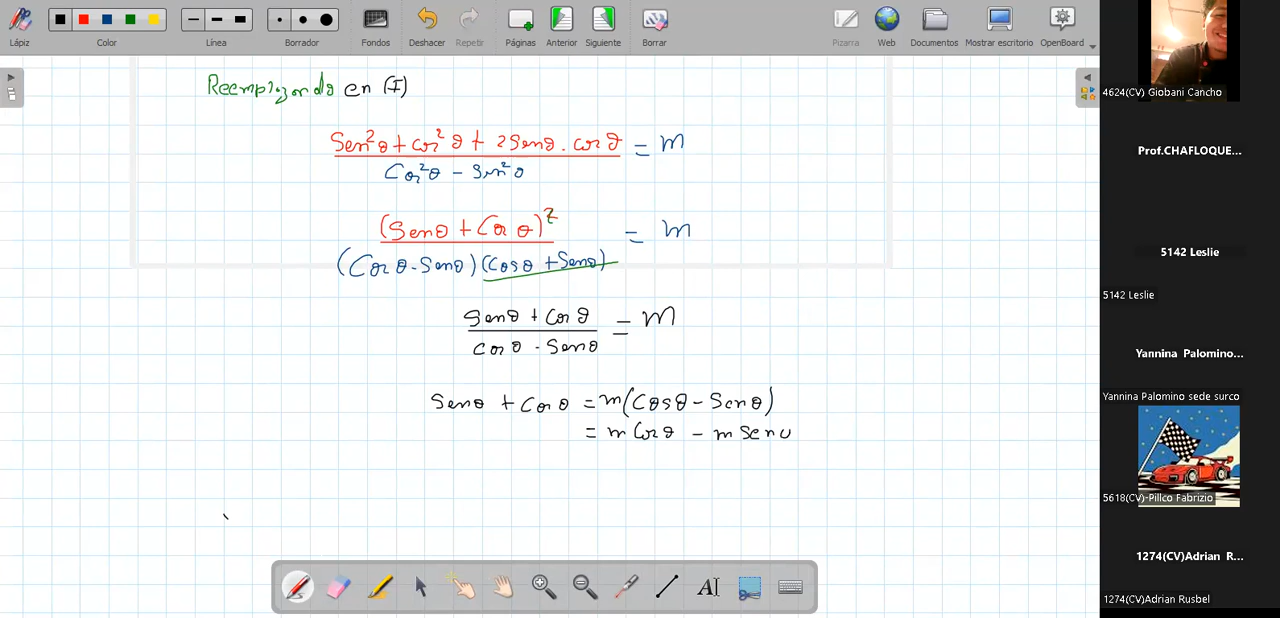 Lápiz
Color
Línea
Borrador
Fondos
Deshacer
Repetir
Páginas
Anterior
Siguiente
Borrar
Pizarra
Web
Documentos
Mostrar escritorio
OpenBoard
Reemplazando en (I)
Sen²θ + Cos²θ + 2Senθ . Cosθ
= m
Cos²θ - Sen²θ
(Senθ + Cosθ)²
= m
(Cosθ - Senθ)(Cosθ + Senθ)
Senθ + Cosθ
= m
Cosθ - Senθ
Senθ + Cosθ = m(Cosθ - Senθ)
= m Cosθ - m Senθ
4624(CV) Giobani Cancho
Prof.CHAFLOQUE...
5142 Leslie
5142 Leslie
Yannina Palomino...
Yannina Palomino sede surco
5618(CV)-Pillco Fabrizio
1274(CV)Adrian R...
1274(CV)Adrian Rusbel